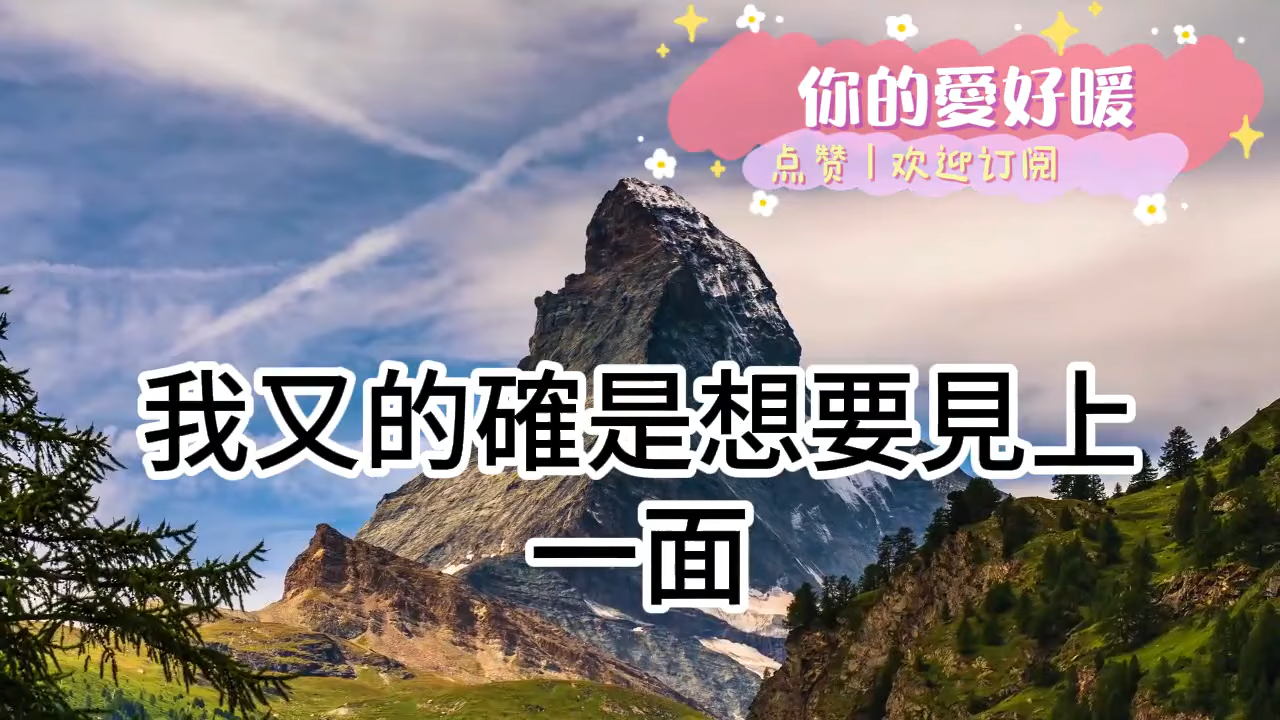 你的愛好暖
点赞 | 欢迎订阅
我又的確是想要見上
一面